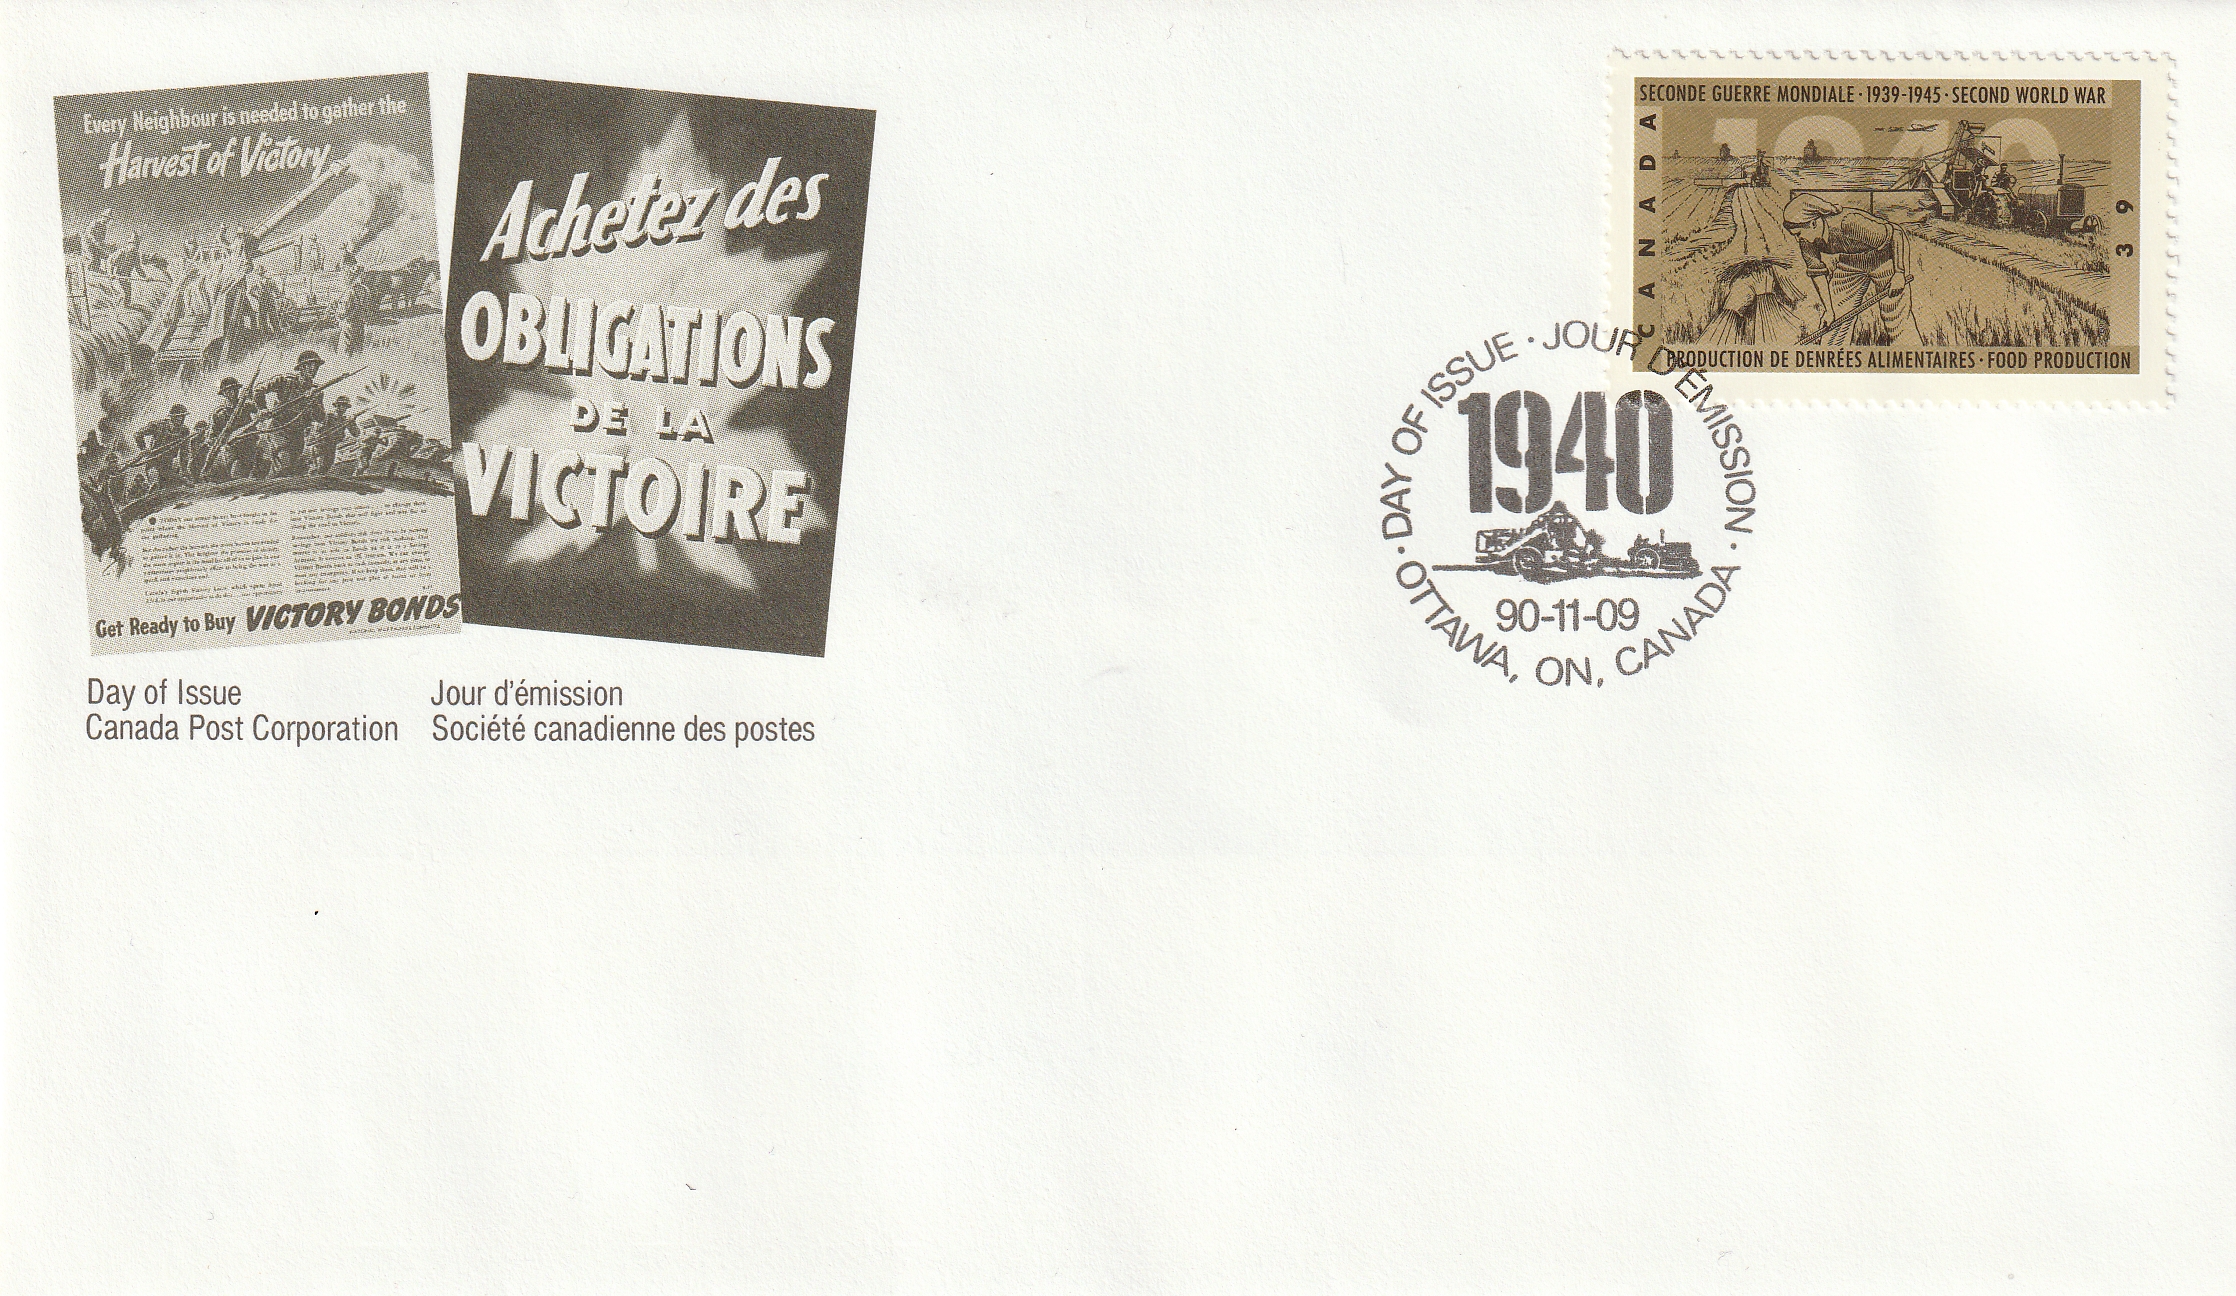 Every Neighbour is needed to gather the
Harvest of Victory
Get Ready to Buy VICTORY BONDS
Achetez des
OBLIGATIONS
DE LA
VICTOIRE
Day of Issue
Canada Post Corporation
Jour d'émission
Société canadienne des postes
SECONDE GUERRE MONDIALE · 1939-1945 · SECOND WORLD WAR
CANADA
1940
39
PRODUCTION DE DENRÉES ALIMENTAIRES · FOOD PRODUCTION
· DAY OF ISSUE · JOUR D'ÉMISSION ·
1940
90-11-09
OTTAWA, ON, CANADA